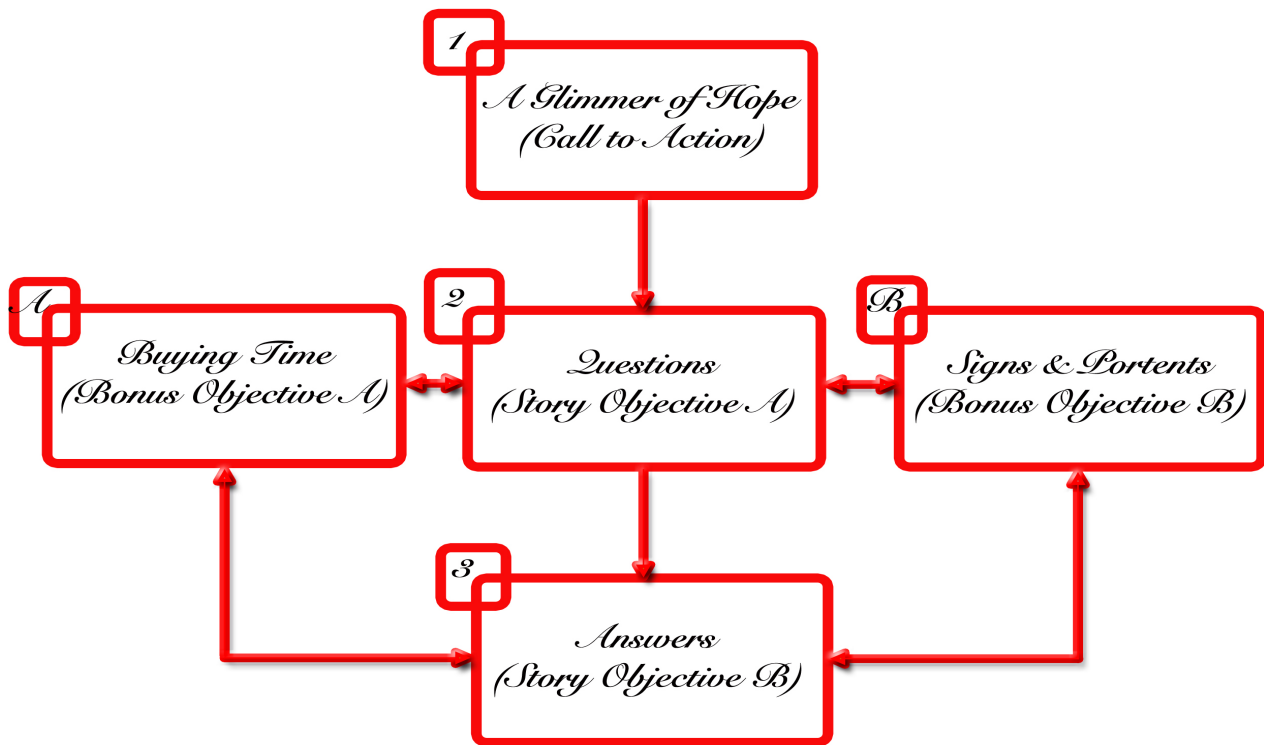 1
A Glimmer of Hope
(Call to Action)
A
Buying Time
(Bonus Objective A)
2
Questions
(Story Objective A)
B
Signs & Portents
(Bonus Objective B)
3
Answers
(Story Objective B)